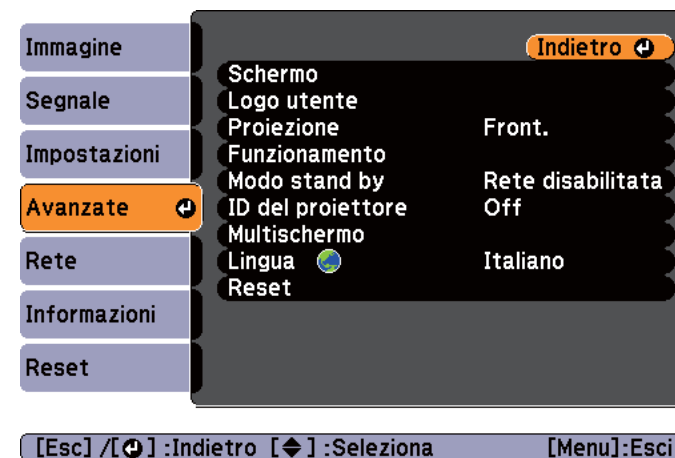 Immagine
Segnale
Impostazioni
Avanzate
Rete
Informazioni
Reset
Indietro
Schermo
Logo utente
Proiezione Front.
Funzionamento
Modo stand by Rete disabilitata
ID del proiettore Off
Multischermo
Lingua Italiano
Reset
[Esc] /[ ] :Indietro [ ] :Seleziona [Menu]:Esci